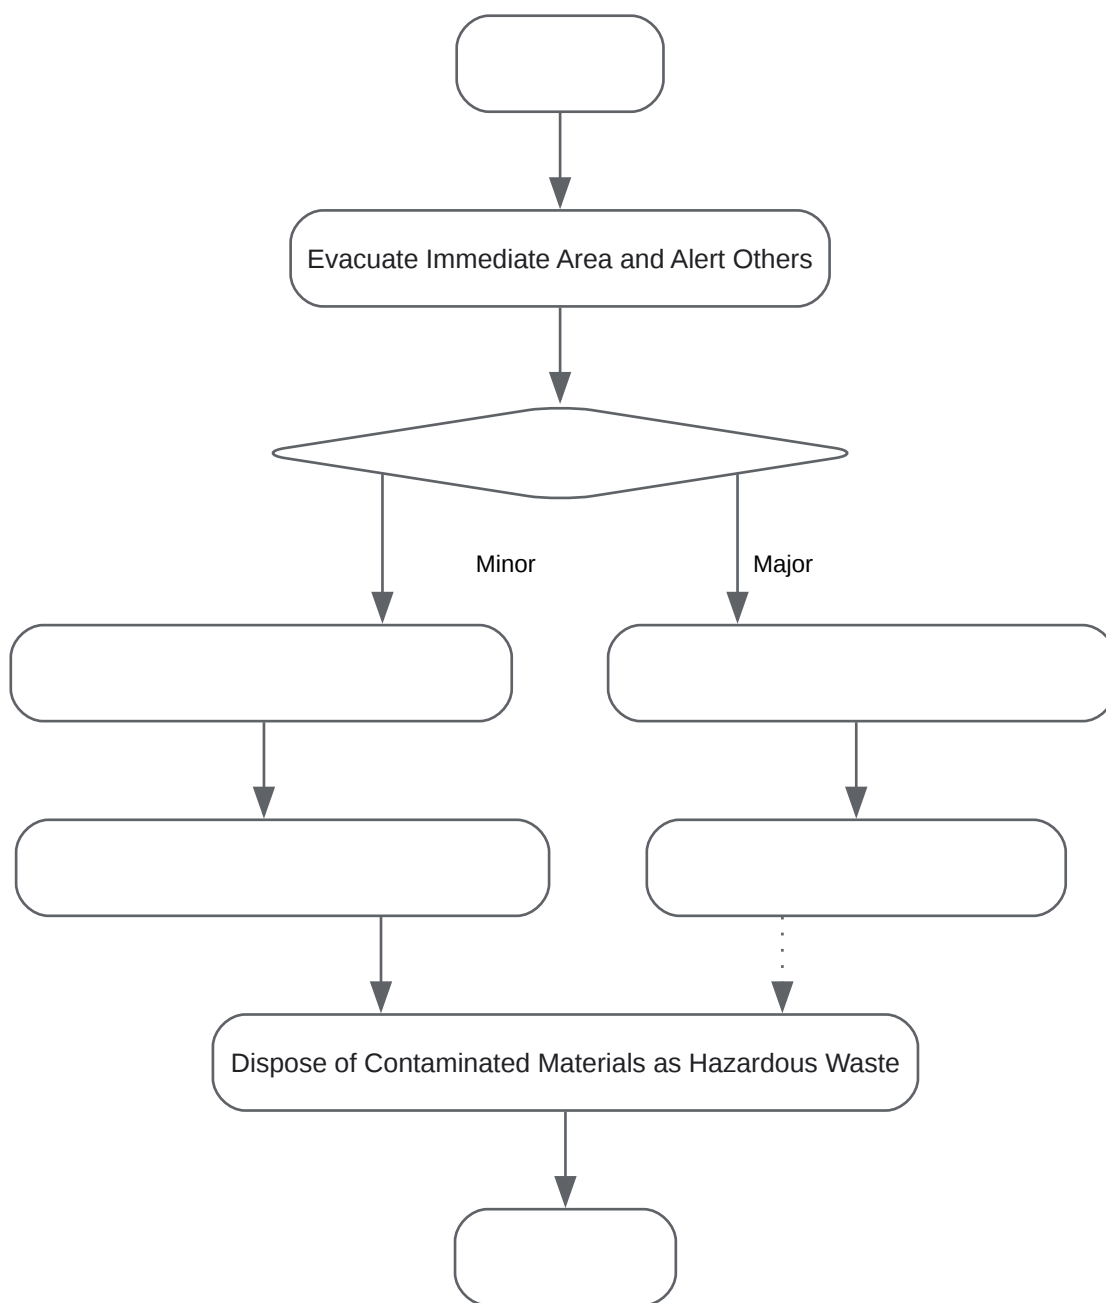 Evacuate Immediate Area and Alert Others
Minor
Major
Dispose of Contaminated Materials as Hazardous Waste